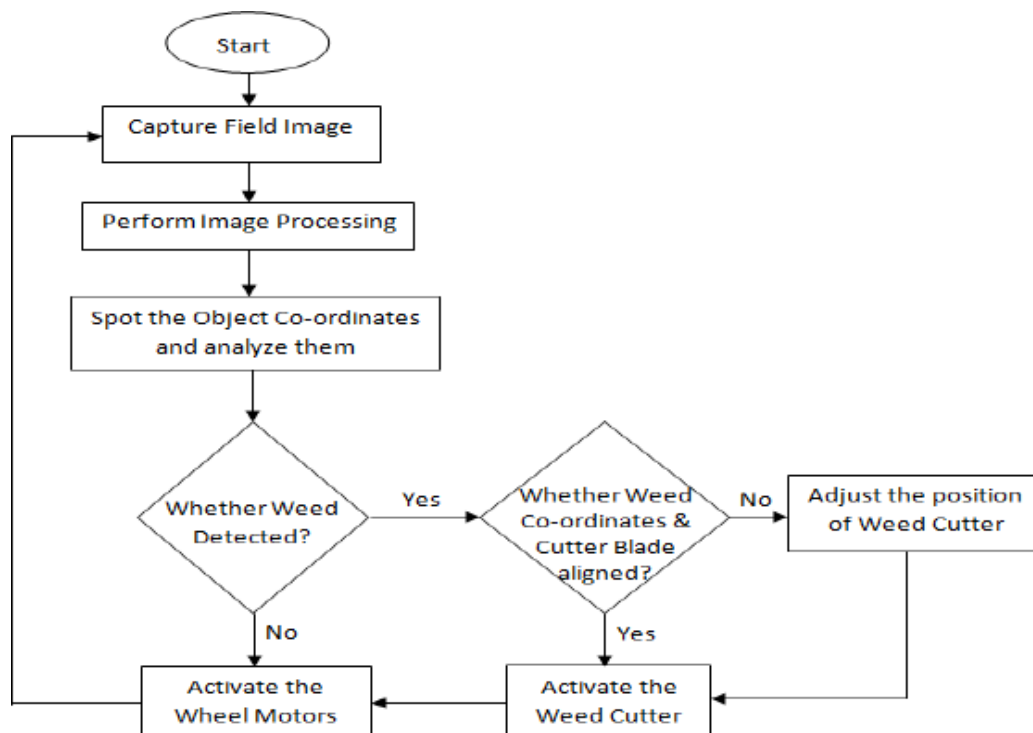 Start
Capture Field Image
Perform Image Processing
Spot the Object Co-ordinates
and analyze them
Whether Weed
Detected?
Yes
Whether Weed
Co-ordinates &
Cutter Blade
aligned?
No
Adjust the position
of Weed Cutter
No
Yes
Activate the
Wheel Motors
Activate the
Weed Cutter